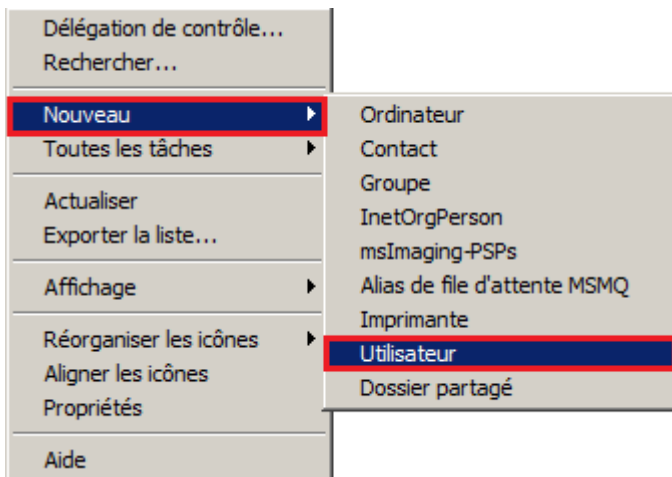 Délégation de contrôle...
Rechercher...
Nouveau
Toutes les tâches
Actualiser
Exporter la liste...
Affichage
Réorganiser les icônes
Aligner les icônes
Propriétés
Aide
Ordinateur
Contact
Groupe
InetOrgPerson
msImaging-PSPs
Alias de file d'attente MSMQ
Imprimante
Utilisateur
Dossier partagé